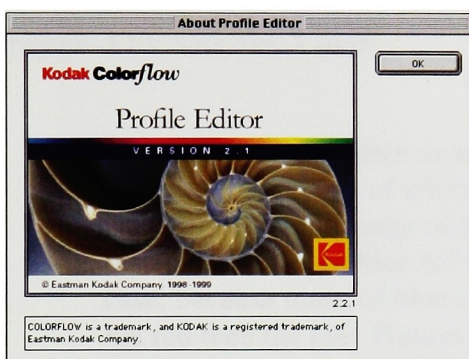 About Profile Editor
OK
Kodak Colorflow
Profile Editor
VERSION 2.1
© Eastman Kodak Company. 1998-1999
2.2.1
COLORFLOW is a trademark, and KODAK is a registered trademark, of
Eastman Kodak Company.